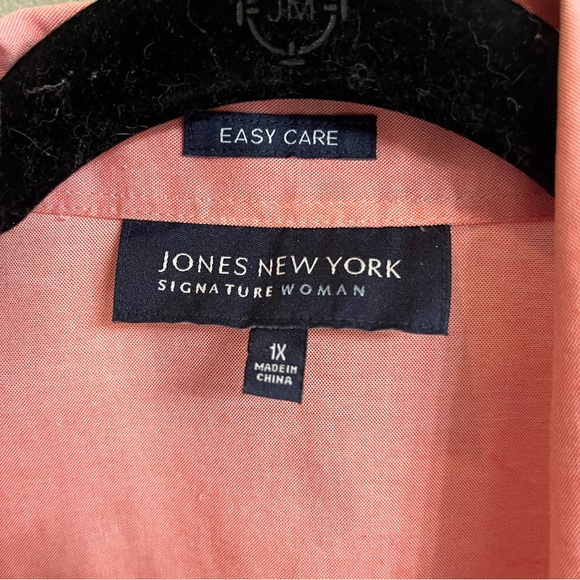 JM
EASY CARE
JONES NEW YORK
SIGNATURE WOMAN
1X
MADE IN
CHINA